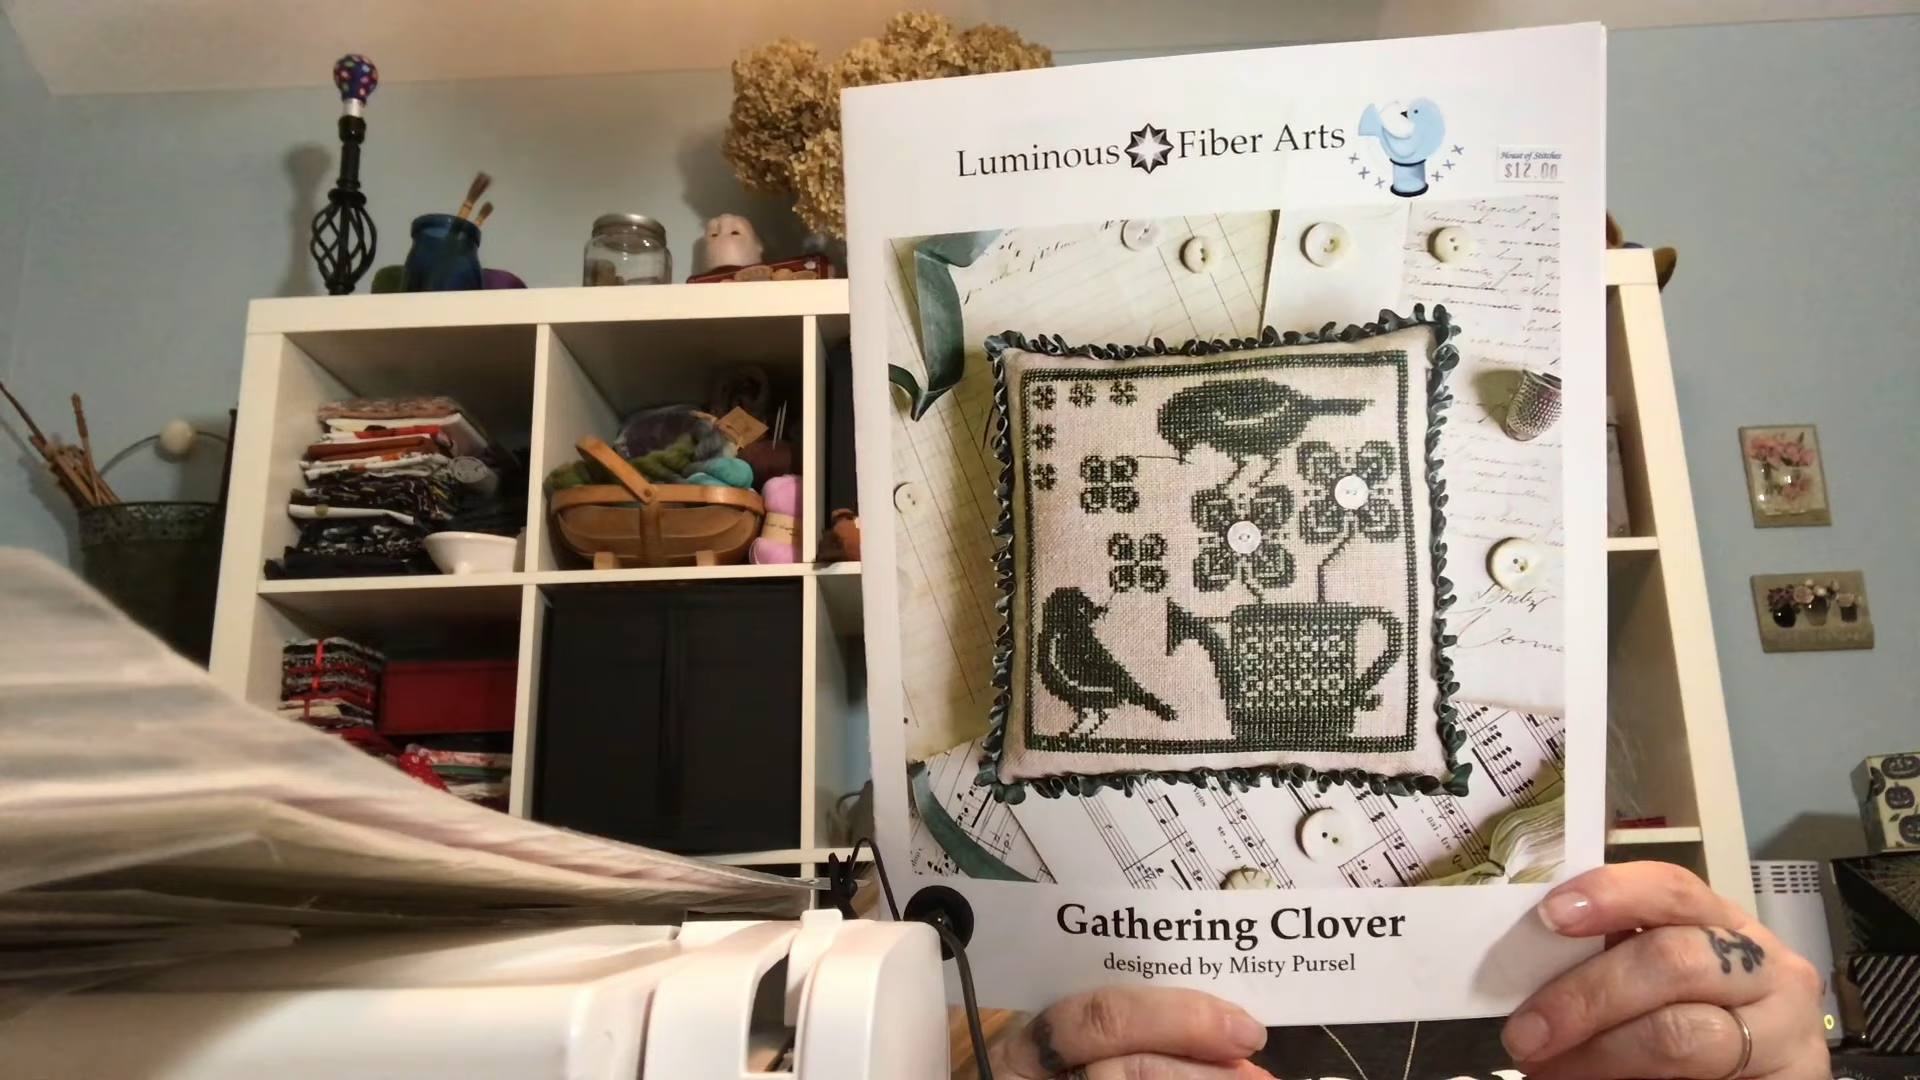 Luminous Fiber Arts
House of Stitches
$12.00
Gathering Clover
designed by Misty Pursel